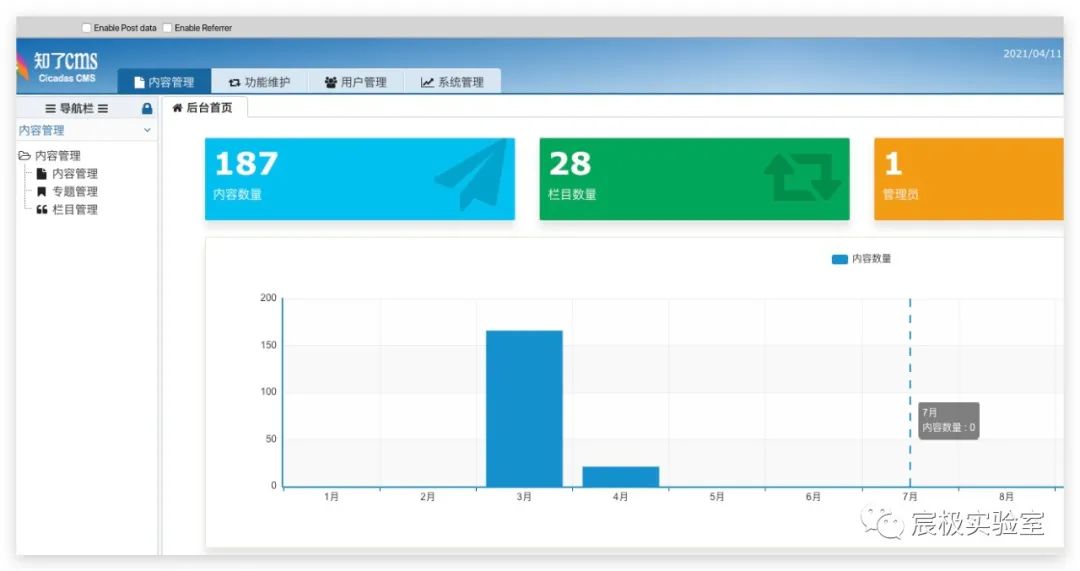 Enable Post data Enable Referrer
知了CMS
Cicadas CMS
2021/04/11
内容管理 功能维护 用户管理 系统管理
导航栏
后台首页
内容管理
内容管理
内容管理
专题管理
栏目管理
187
内容数量
28
栏目数量
1
管理员
内容数量
200
150
100
50
0
7月
内容数量 : 0
1月 2月 3月 4月 5月 6月 7月 8月
宸极实验室